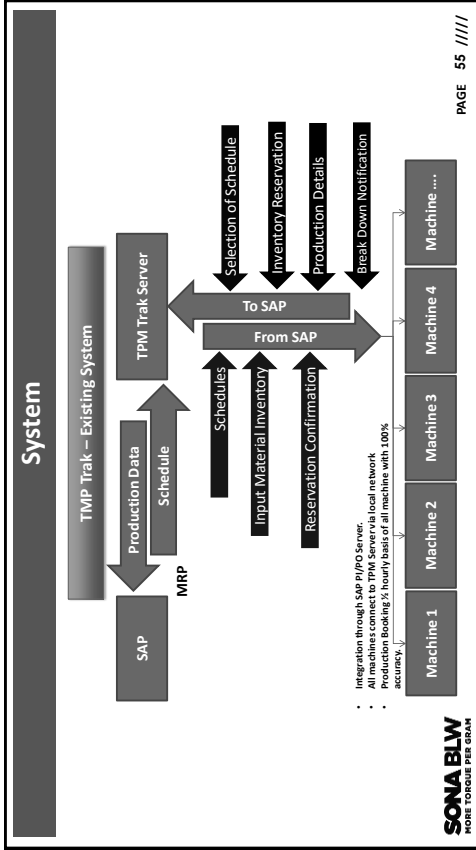 System
TMP Trak – Existing System
SAP
Production Data
Schedule
MRP
TPM Trak Server
To SAP
From SAP
Schedules
Input Material Inventory
Reservation Confirmation
Selection of Schedule
Inventory Reservation
Production Details
Break Down Notification
• Integration through SAP PI/PO Server.
• All machines connect to TPM Server via local network
• Production Booking ½ hourly basis of all machine with 100%
accuracy.
Machine 1
Machine 2
Machine 3
Machine 4
Machine ....
SONA BLW
MORE TORQUE PER GRAM
PAGE 55 /////